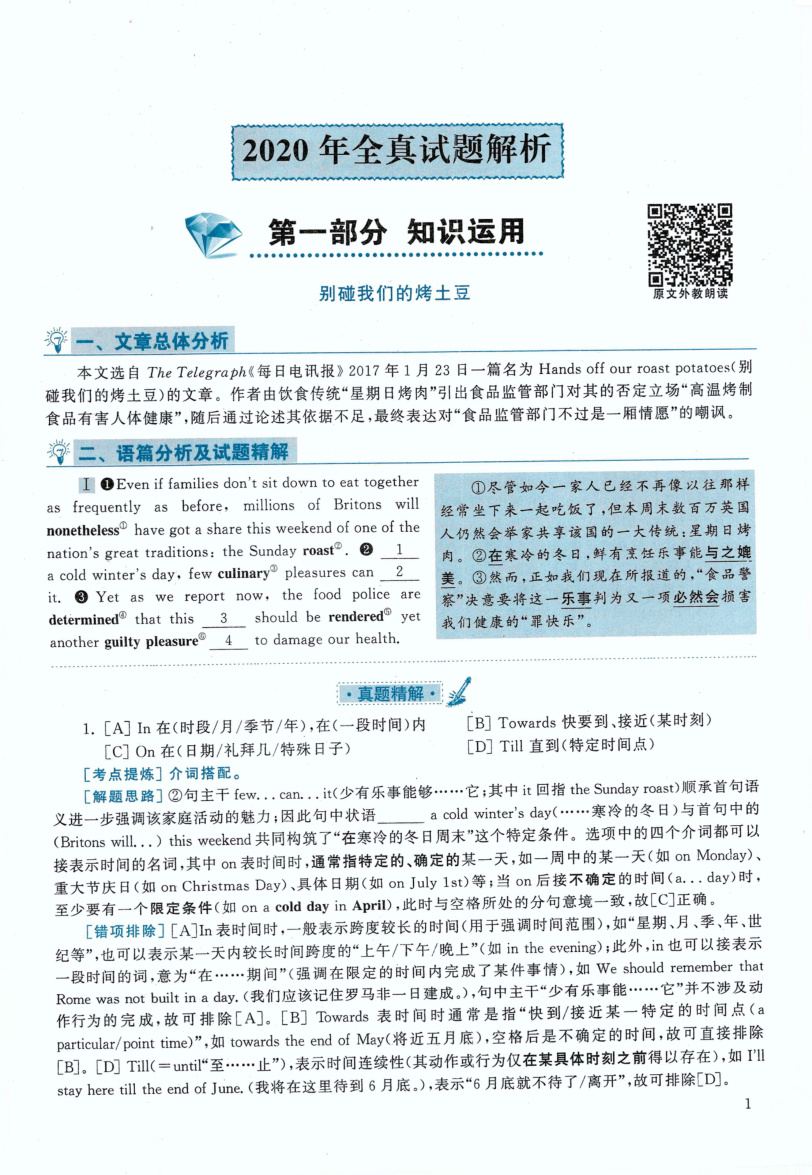 2020 年全真试题解析
第一部分 知识运用
原文外教朗读
别碰我们的烤土豆
一、文章总体分析
本文选自 The Telegraph《每日电讯报》2017 年 1 月 23 日一篇名为 Hands off our roast potatoes(别
碰我们的烤土豆)的文章。作者由饮食传统“星期日烤肉”引出食品监管部门对其的否定立场“高温烤制
食品有害人体健康”,随后通过论述其依据不足,最终表达对“食品监管部门不过是一厢情愿”的嘲讽。
二、语篇分析及试题精解
Ⅰ ❶Even if families don't sit down to eat together
as frequently as before, millions of Britons will
nonetheless① have got a share this weekend of one of the
nation's great traditions: the Sunday roast②. ❷ 1
a cold winter's day, few culinary③ pleasures can 2
it. ❸ Yet as we report now, the food police are
determined④ that this 3 should be rendered⑤ yet
another guilty pleasure⑥ 4 to damage our health.
①尽管如今一家人已经不再像以往那样
经常坐下来一起吃饭了,但本周末数百万英国
人仍然会举家共享该国的一大传统:星期日烤
肉。②在寒冷的冬日,鲜有烹饪乐事能与之媲
美。③然而,正如我们现在所报道的,“食品警
察”决意要将这一乐事判为又一项必然会损害
我们健康的“罪快乐”。
·真题精解·
1. [A] In 在(时段/月/季节/年),在(一段时间)内 [B] Towards 快要到、接近(某时刻)
[C] On 在(日期/礼拜几/特殊日子) [D] Till 直到(特定时间点)
[考点提炼] 介词搭配。
[解题思路] ②句主干 few... can... it(少有乐事能够……它;其中 it 回指 the Sunday roast)顺承首句语
义进一步强调该家庭活动的魅力;因此句中状语______ a cold winter's day(……寒冷的冬日)与首句中的
(Britons will...) this weekend 共同构筑了“在寒冷的冬日周末”这个特定条件。选项中的四个介词都可以
接表示时间的名词,其中 on 表时间时,通常指特定的、确定的某一天,如一周中的某一天(如 on Monday)、
重大节庆日(如 on Christmas Day)、具体日期(如 on July 1st)等;当 on 后接不确定的时间(a... day)时,
至少要有一个限定条件(如 on a cold day in April),此时与空格所处的分句意境一致,故[C]正确。
[错项排除] [A]In 表时间时,一般表示跨度较长的时间(用于强调时间范围),如“星期、月、季、年、世
纪等”,也可以表示某一天内较长时间跨度的“上午/下午/晚上”(如 in the evening);此外,in 也可以接表示
一段时间的词,意为“在……期间”(强调在限定的时间内完成了某件事情),如 We should remember that
Rome was not built in a day. (我们应该记住罗马非一日建成。),句中主干“少有乐事能……它”并不涉及动
作行为的完成,故可排除[A]。[B] Towards 表时间时通常是指“快到/接近某一特定的时间点(a
particular/point time)”,如 towards the end of May(将近五月底),空格后是不确定的时间,故可直接排除
[B]。[D] Till(=until“至……止”),表示时间连续性(其动作或行为仅在某具体时刻之前得以存在),如 I'll
stay here till the end of June. (我将在这里待到 6 月底。),表示“6 月底就不待了/离开”,故可排除[D]。
1